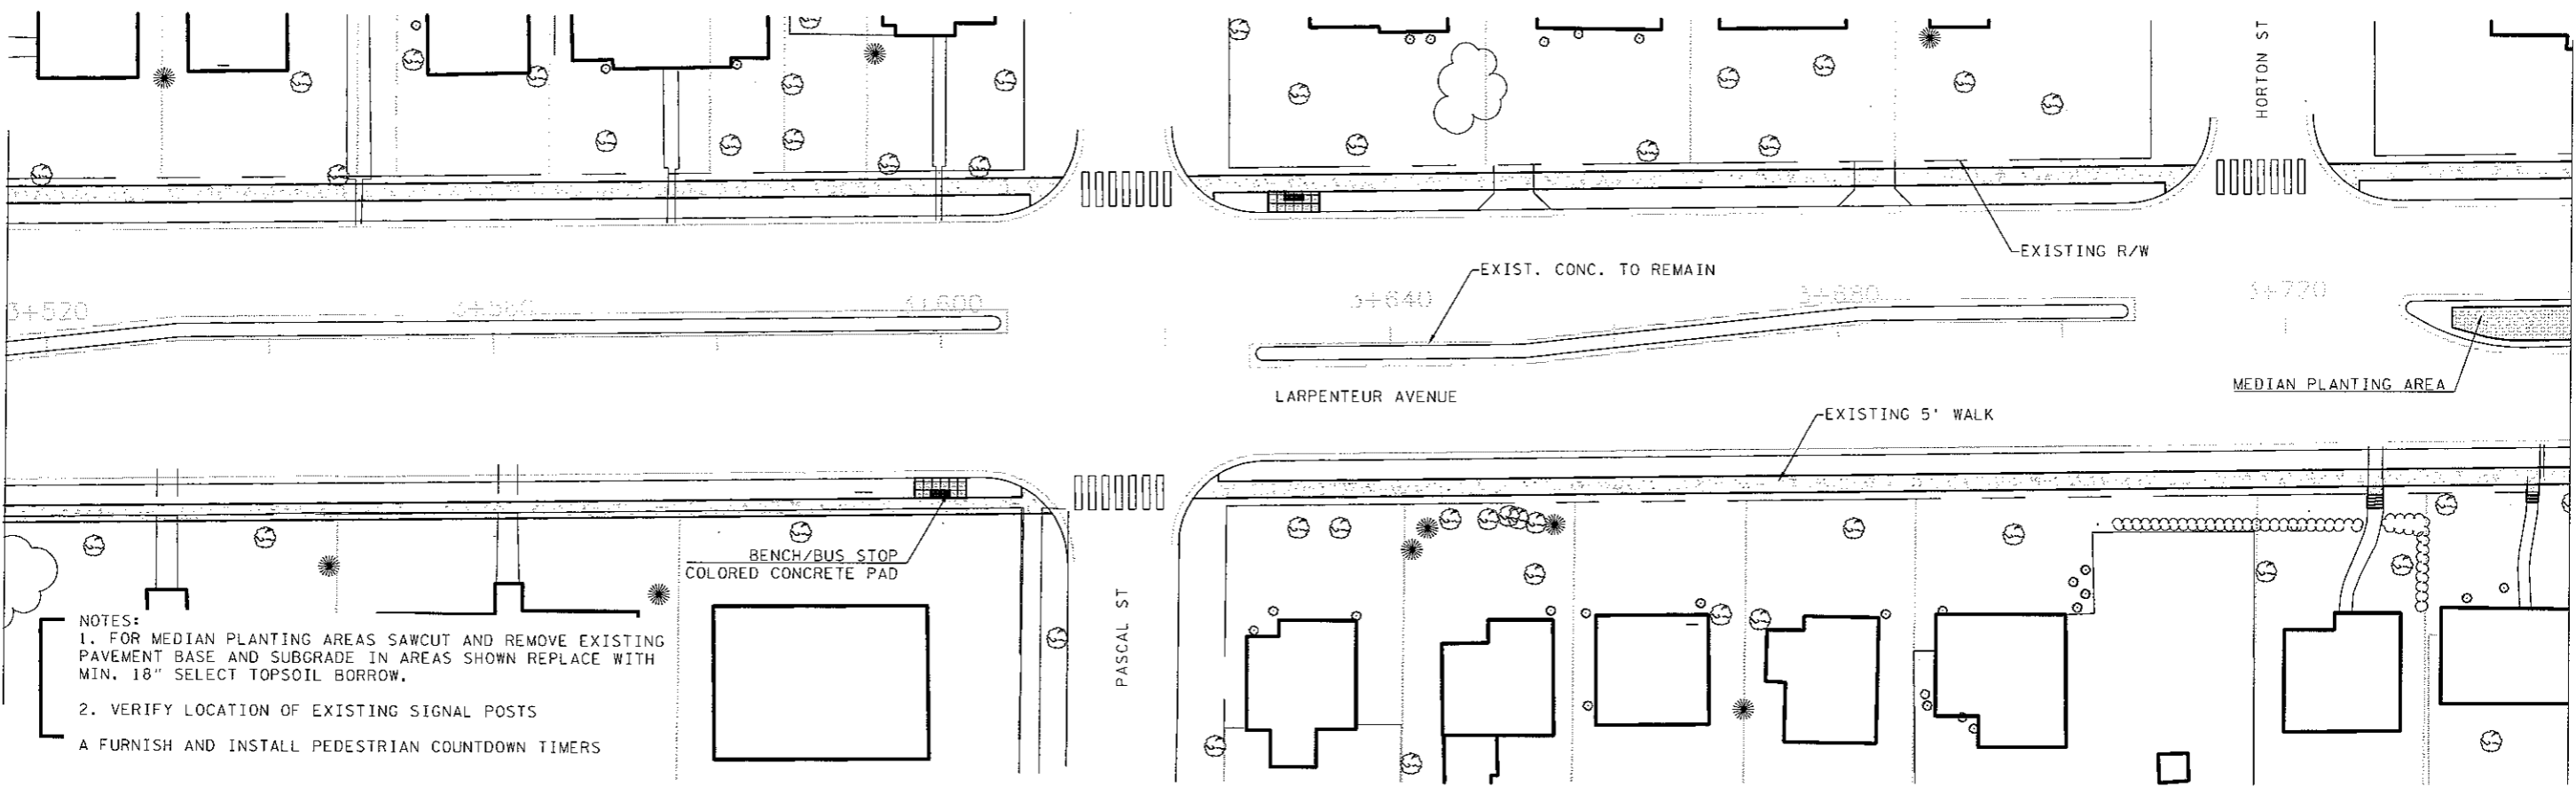 HORTON ST
EXISTING R/W
EXIST. CONC. TO REMAIN
3+520
3+560
3+600
3+640
3+680
3+720
MEDIAN PLANTING AREA
LARPENTEUR AVENUE
EXISTING 5' WALK
BENCH/BUS STOP
COLORED CONCRETE PAD
PASCAL ST
NOTES:
1. FOR MEDIAN PLANTING AREAS SAWCUT AND REMOVE EXISTING
PAVEMENT BASE AND SUBGRADE IN AREAS SHOWN REPLACE WITH
MIN. 18" SELECT TOPSOIL BORROW.
2. VERIFY LOCATION OF EXISTING SIGNAL POSTS
A FURNISH AND INSTALL PEDESTRIAN COUNTDOWN TIMERS